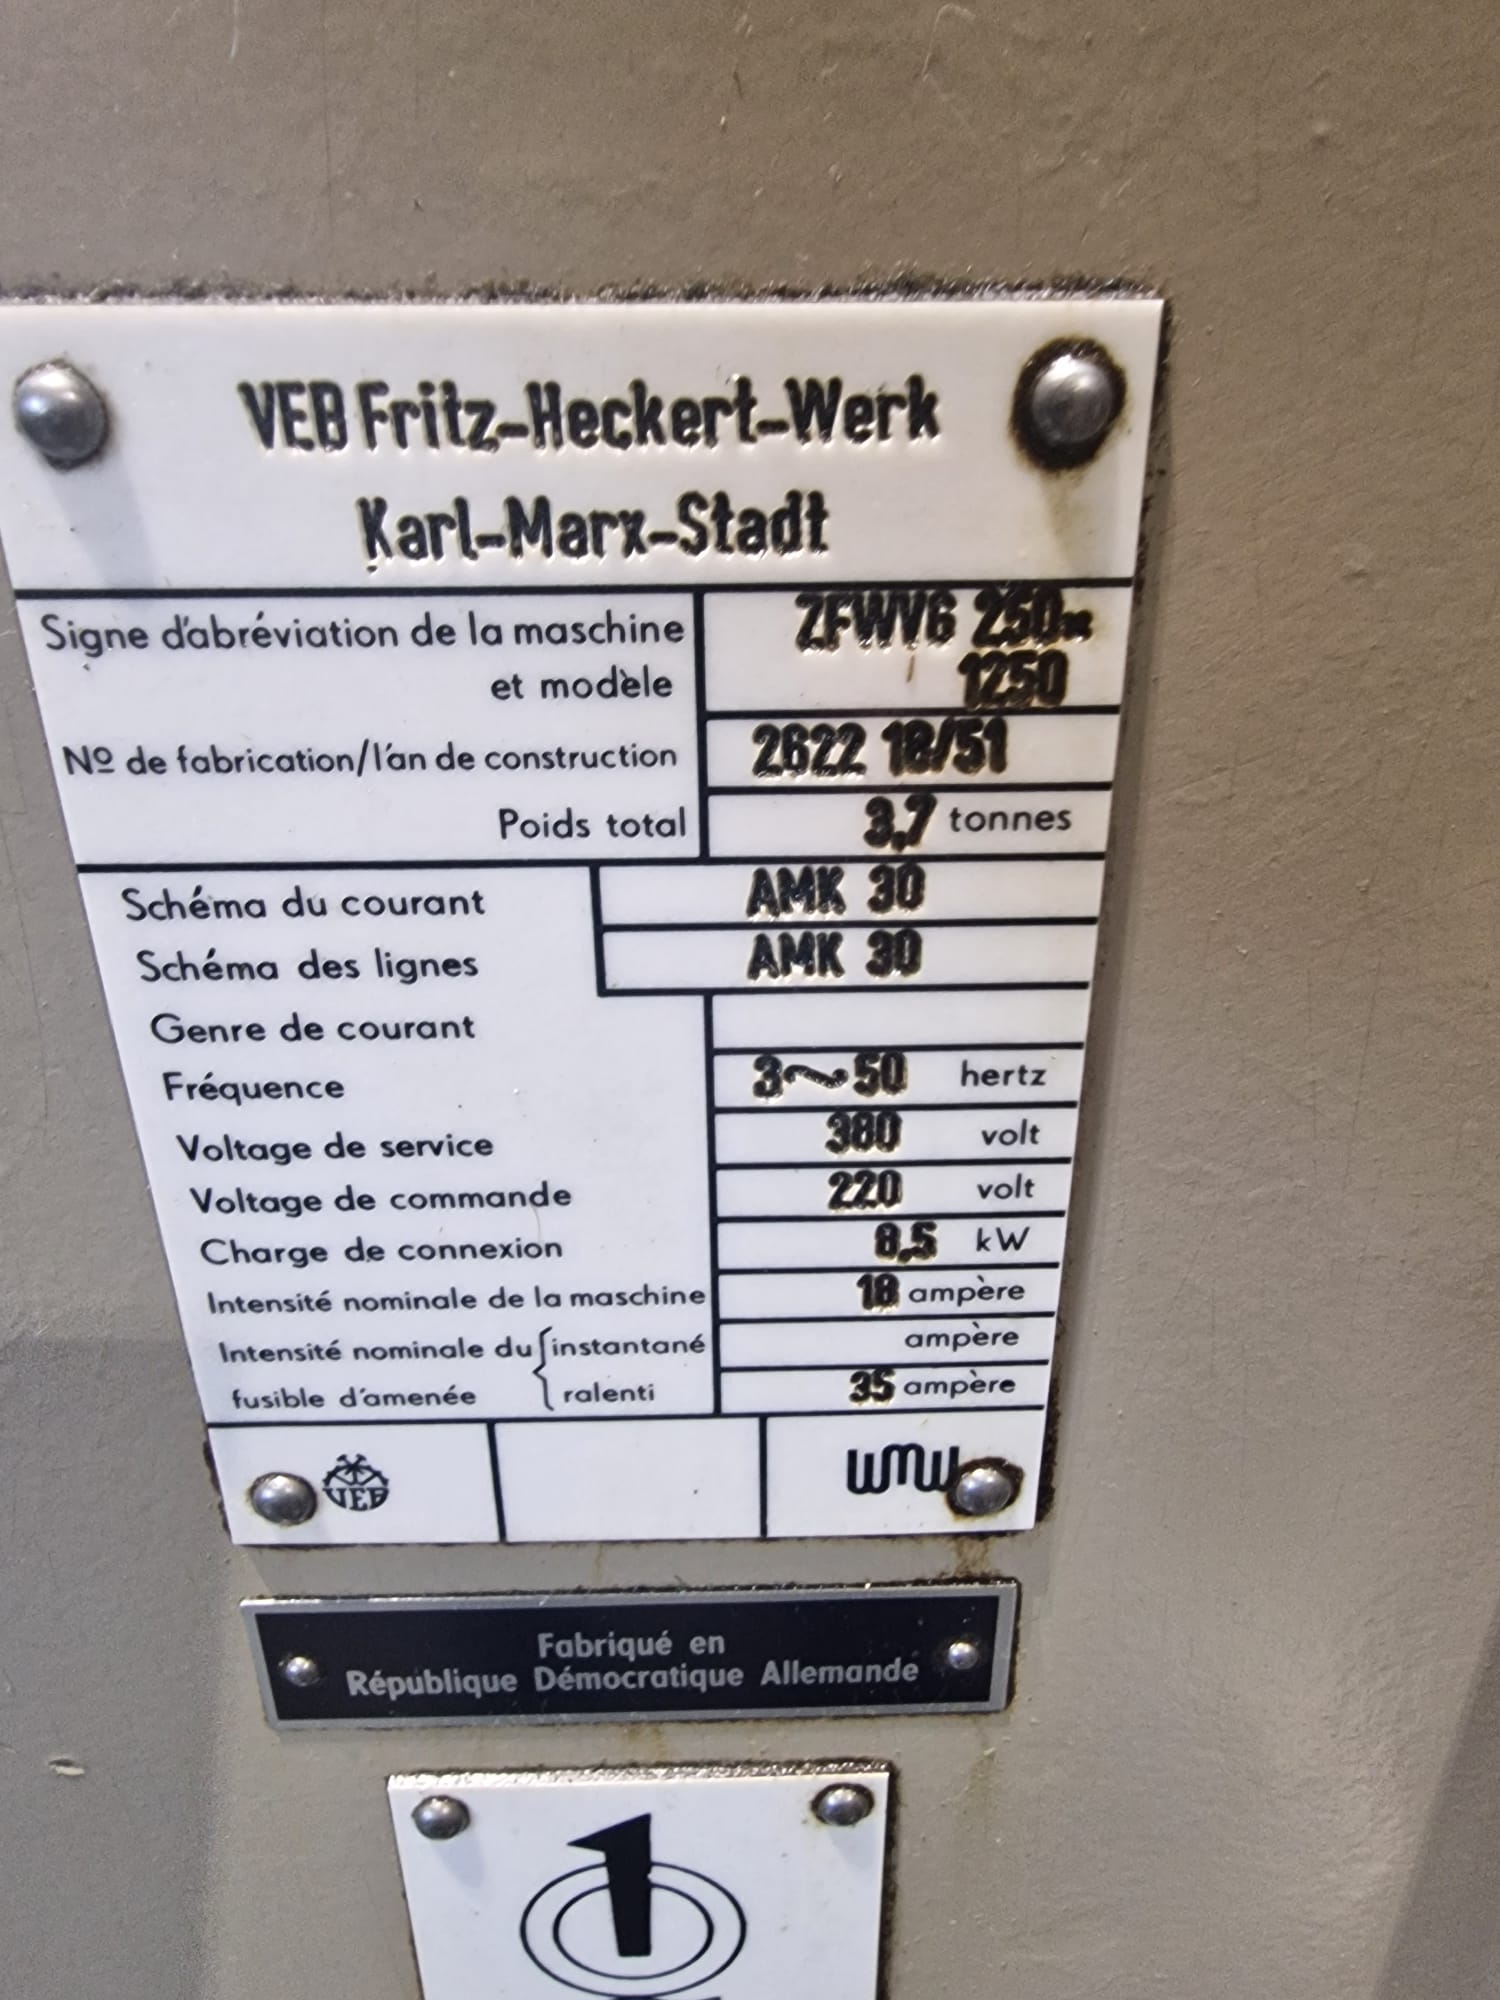 VEB Fritz-Heckert-Werk
Karl-Marx-Stadt
Signe d'abréviation de la maschine et modèle
ZFWVG 250x
1250
Nº de fabrication/l'an de construction 2622 18/51
Poids total 3,7 tonnes
Schéma du courant AMK 30
Schéma des lignes AMK 30
Genre de courant
Fréquence 3~50 hertz
Voltage de service 380 volt
Voltage de commande 220 volt
Charge de connexion 8,5 kW
Intensité nominale de la maschine 18 ampère
Intensité nominale du { instantané ampère
fusible d'amenée ralenti 35 ampère
VEB
WMW
Fabriqué en
République Démocratique Allemande
1